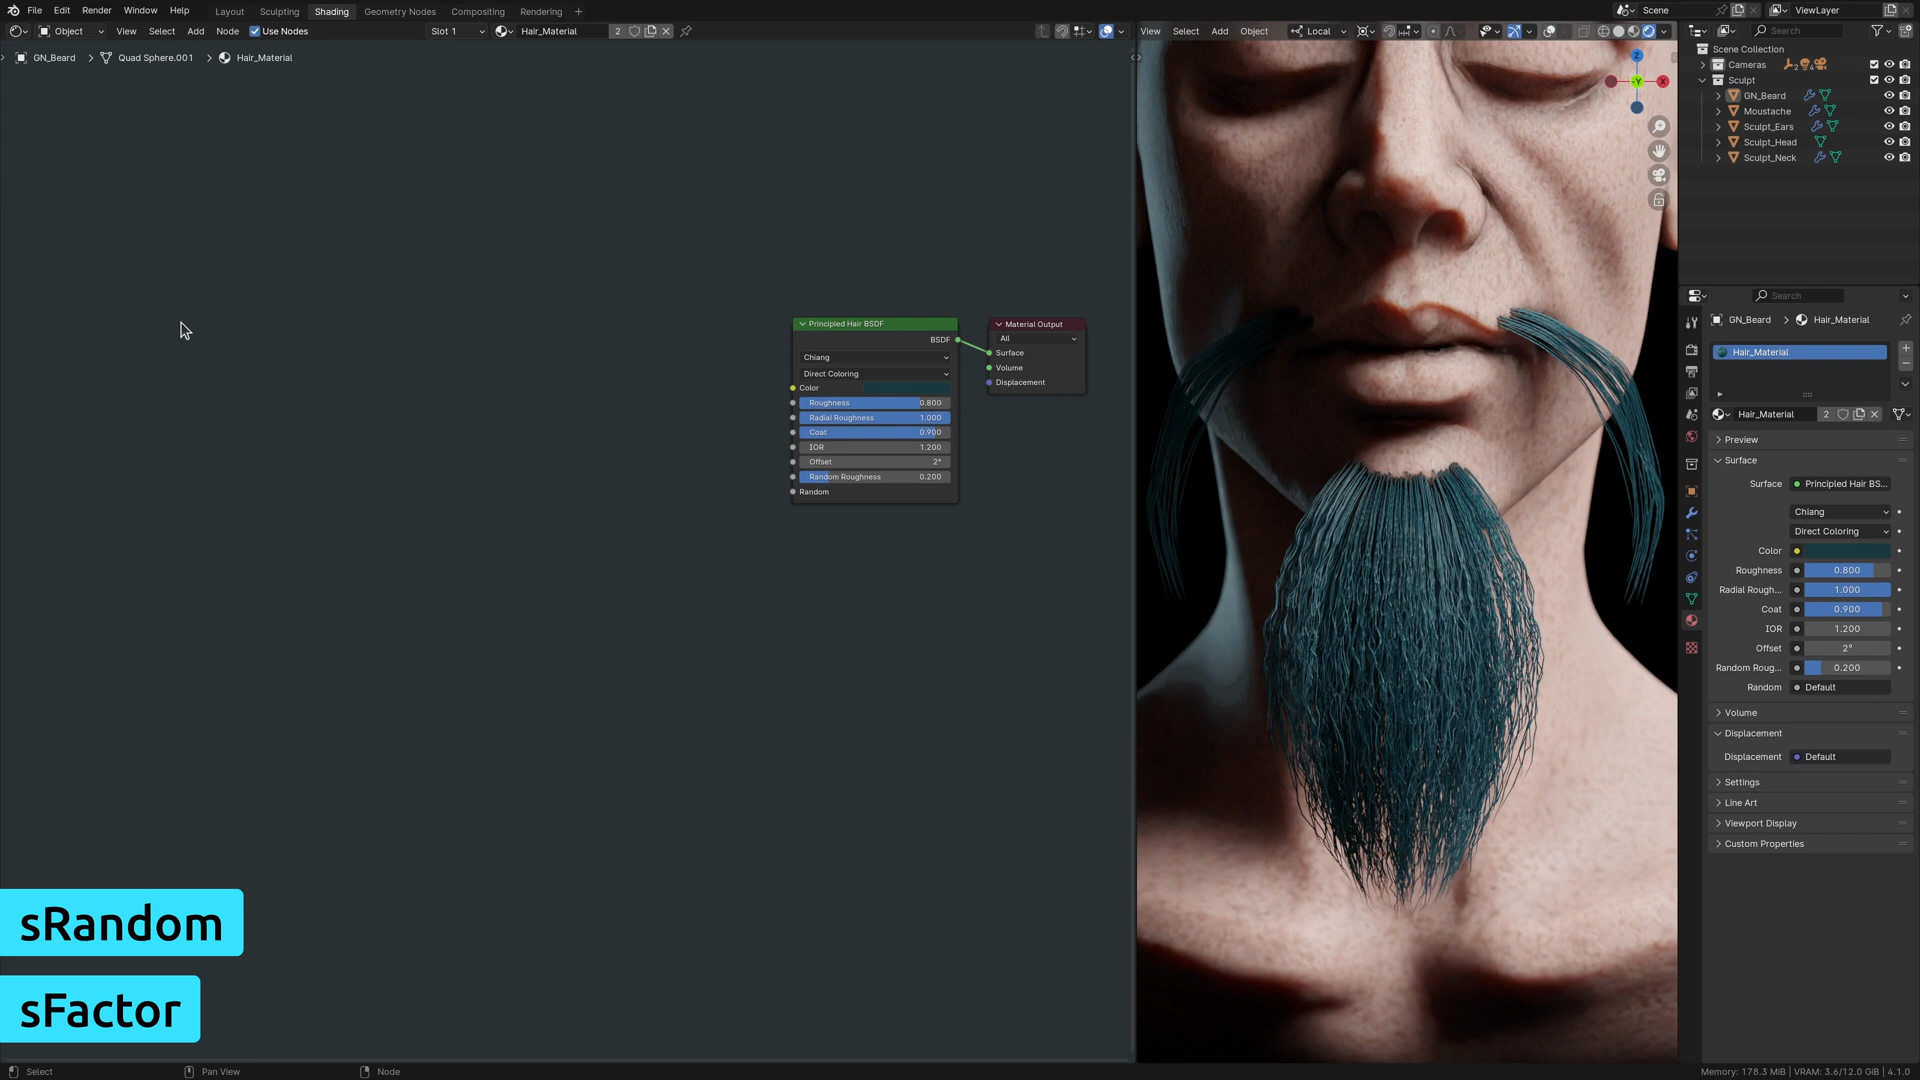 File Edit Render Window Help Layout Sculpting Shading Geometry Nodes Compositing Rendering + Scene ViewLayer
Object View Select Add Node Use Nodes Slot 1 Hair_Material 2
GN_Beard > Quad Sphere.001 > Hair_Material
Principled Hair BSDF
BSDF
Chiang
Direct Coloring
Color
Roughness 0.800
Radial Roughness 1.000
Coat 0.900
IOR 1.200
Offset 2°
Random Roughness 0.200
Random
Material Output
All
Surface
Volume
Displacement
sRandom
sFactor
View Select Add Object Local
Z
-Y
X
Search
Scene Collection
Cameras 2 4
Sculpt
GN_Beard
Moustache
Sculpt_Ears
Sculpt_Head
Sculpt_Neck
Search
GN_Beard > Hair_Material
Hair_Material
Hair_Material 2
Preview
Surface
Surface Principled Hair BS...
Chiang
Direct Coloring
Color
Roughness 0.800
Radial Rough... 1.000
Coat 0.900
IOR 1.200
Offset 2°
Random Roug... 0.200
Random Default
Volume
Displacement
Displacement Default
Settings
Line Art
Viewport Display
Custom Properties
Select Pan View Node Memory: 178.3 MiB | VRAM: 3.6/12.0 GiB | 4.1.0